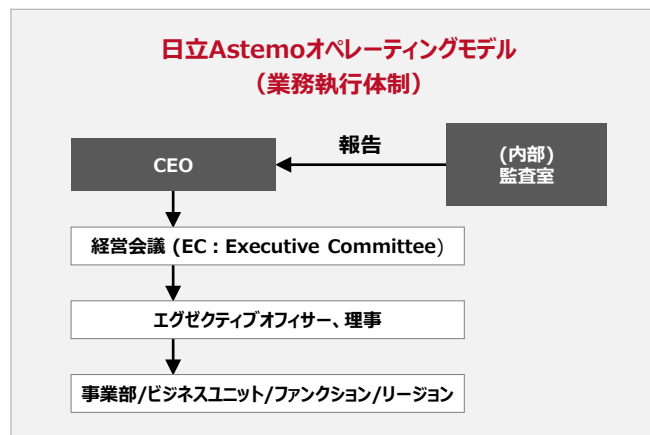 日立Astemoオペレーティングモデル
（業務執行体制）
報告
CEO
(内部)
監査室
経営会議 (EC：Executive Committee)
エグゼクティブオフィサー、理事
事業部/ビジネスユニット/ファンクション/リージョン